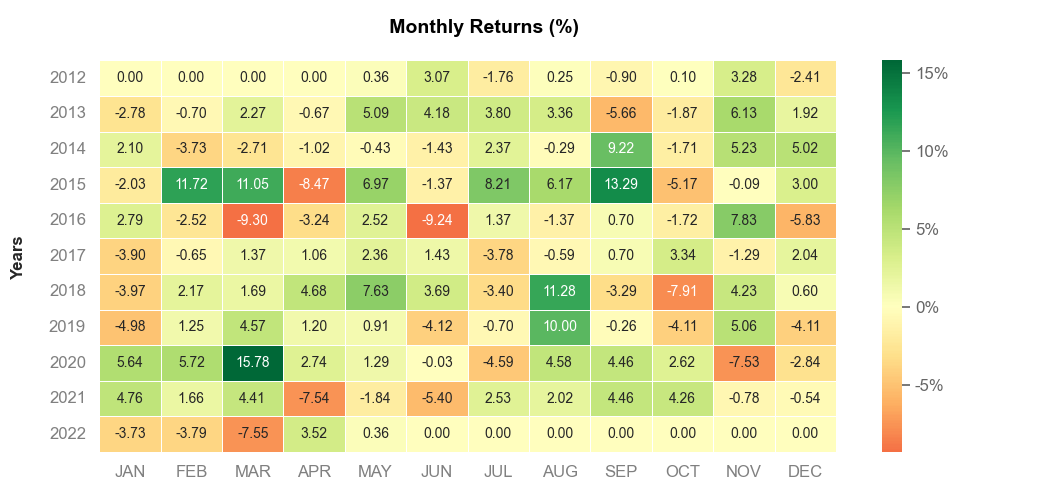 Monthly Returns (%)
Years
2012 0.00 0.00 0.00 0.00 0.36 3.07 -1.76 0.25 -0.90 0.10 3.28 -2.41
2013 -2.78 -0.70 2.27 -0.67 5.09 4.18 3.80 3.36 -5.66 -1.87 6.13 1.92
2014 2.10 -3.73 -2.71 -1.02 -0.43 -1.43 2.37 -0.29 9.22 -1.71 5.23 5.02
2015 -2.03 11.72 11.05 -8.47 6.97 -1.37 8.21 6.17 13.29 -5.17 -0.09 3.00
2016 2.79 -2.52 -9.30 -3.24 2.52 -9.24 1.37 -1.37 0.70 -1.72 7.83 -5.83
2017 -3.90 -0.65 1.37 1.06 2.36 1.43 -3.78 -0.59 0.70 3.34 -1.29 2.04
2018 -3.97 2.17 1.69 4.68 7.63 3.69 -3.40 11.28 -3.29 -7.91 4.23 0.60
2019 -4.98 1.25 4.57 1.20 0.91 -4.12 -0.70 10.00 -0.26 -4.11 5.06 -4.11
2020 5.64 5.72 15.78 2.74 1.29 -0.03 -4.59 4.58 4.46 2.62 -7.53 -2.84
2021 4.76 1.66 4.41 -7.54 -1.84 -5.40 2.53 2.02 4.46 4.26 -0.78 -0.54
2022 -3.73 -3.79 -7.55 3.52 0.36 0.00 0.00 0.00 0.00 0.00 0.00 0.00
JAN FEB MAR APR MAY JUN JUL AUG SEP OCT NOV DEC
15%
10%
5%
0%
-5%